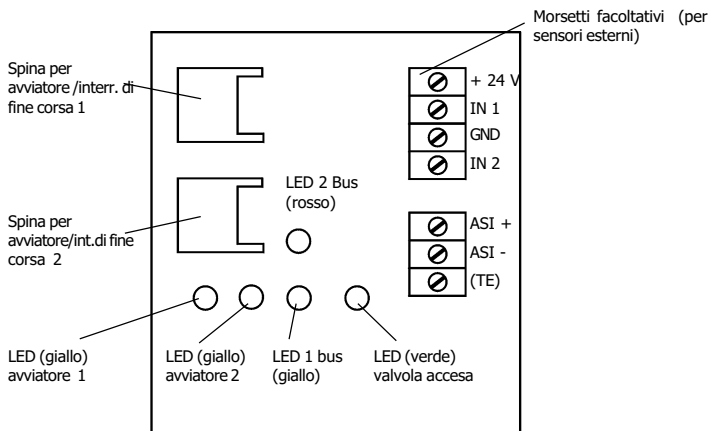 Morsetti facoltativi (per
sensori esterni)
Spina per
avviatore/interr. di
fine corsa 1
+ 24 V
IN 1
GND
IN 2
LED 2 Bus
(rosso)
Spina per
avviatore/int.di fine
corsa 2
ASI +
ASI -
(TE)
LED (giallo)
avviatore 1
LED (giallo)
avviatore 2
LED 1 bus
(giallo)
LED (verde)
valvola accesa